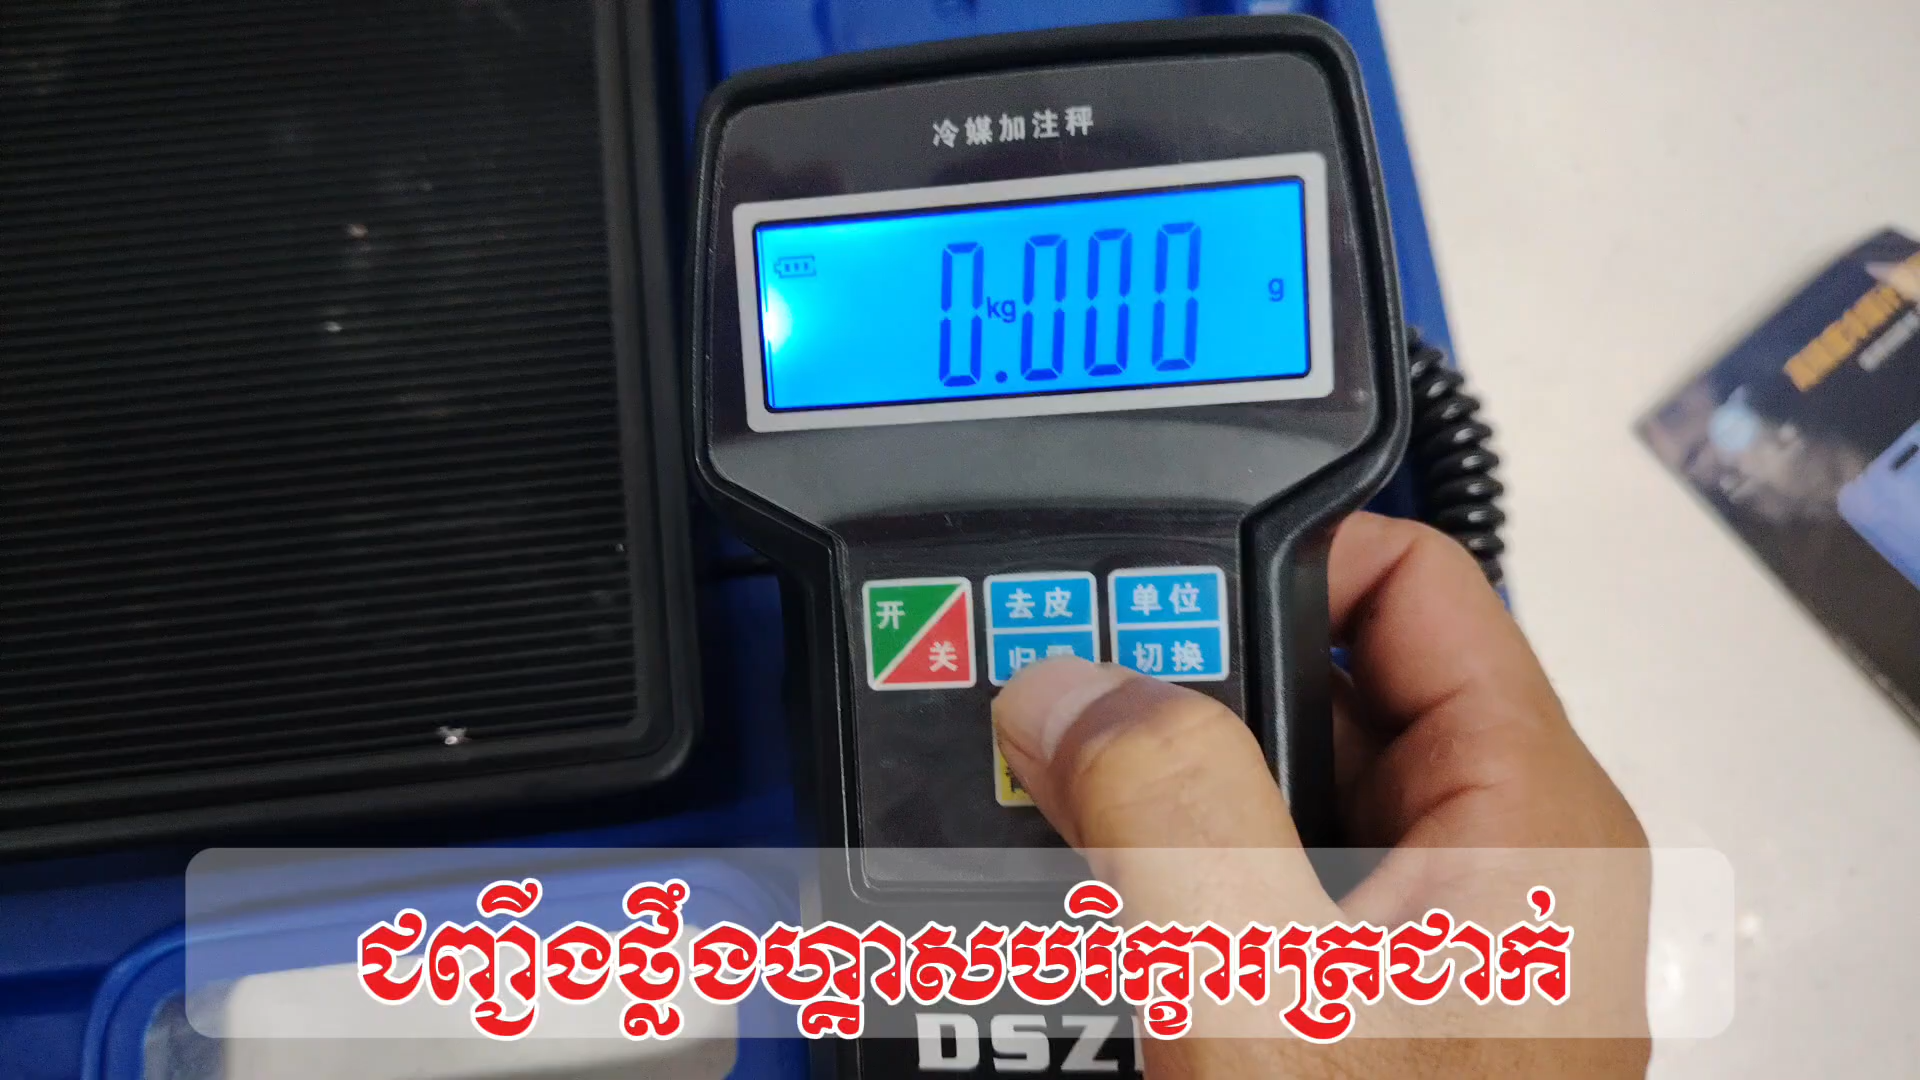 冷媒加注秤
0.000
kg
g
开
关
去皮
单位
切换
ជញ្ជីងថ្លឹងហ្គាសបរិក្ខារត្រជាក់